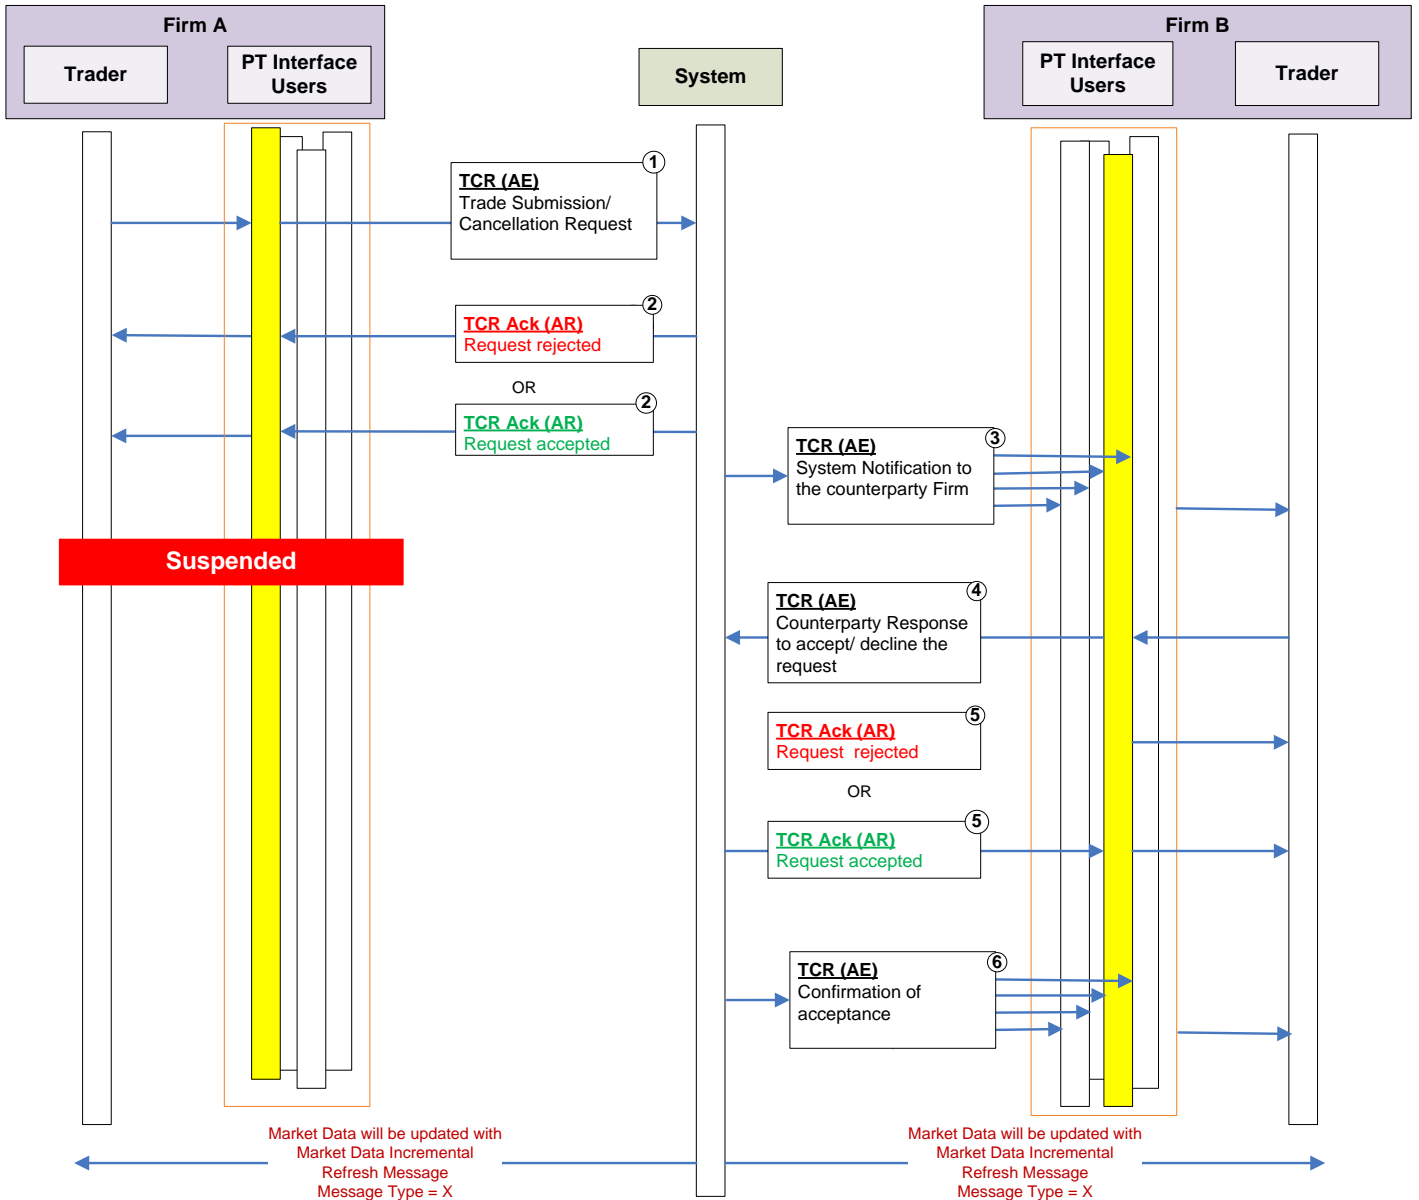 Firm A
Firm B
Trader
PT Interface
Users
System
PT Interface
Users
Trader
1
TCR (AE)
Trade Submission/
Cancellation Request
2
TCR Ack (AR)
Request rejected
OR
2
TCR Ack (AR)
Request accepted
3
TCR (AE)
System Notification to
the counterparty Firm
Suspended
4
TCR (AE)
Counterparty Response
to accept/ decline the
request
5
TCR Ack (AR)
Request  rejected
OR
5
TCR Ack (AR)
Request accepted
6
TCR (AE)
Confirmation of
acceptance
Market Data will be updated with
Market Data Incremental
Refresh Message
Message Type = X
Market Data will be updated with
Market Data Incremental
Refresh Message
Message Type = X